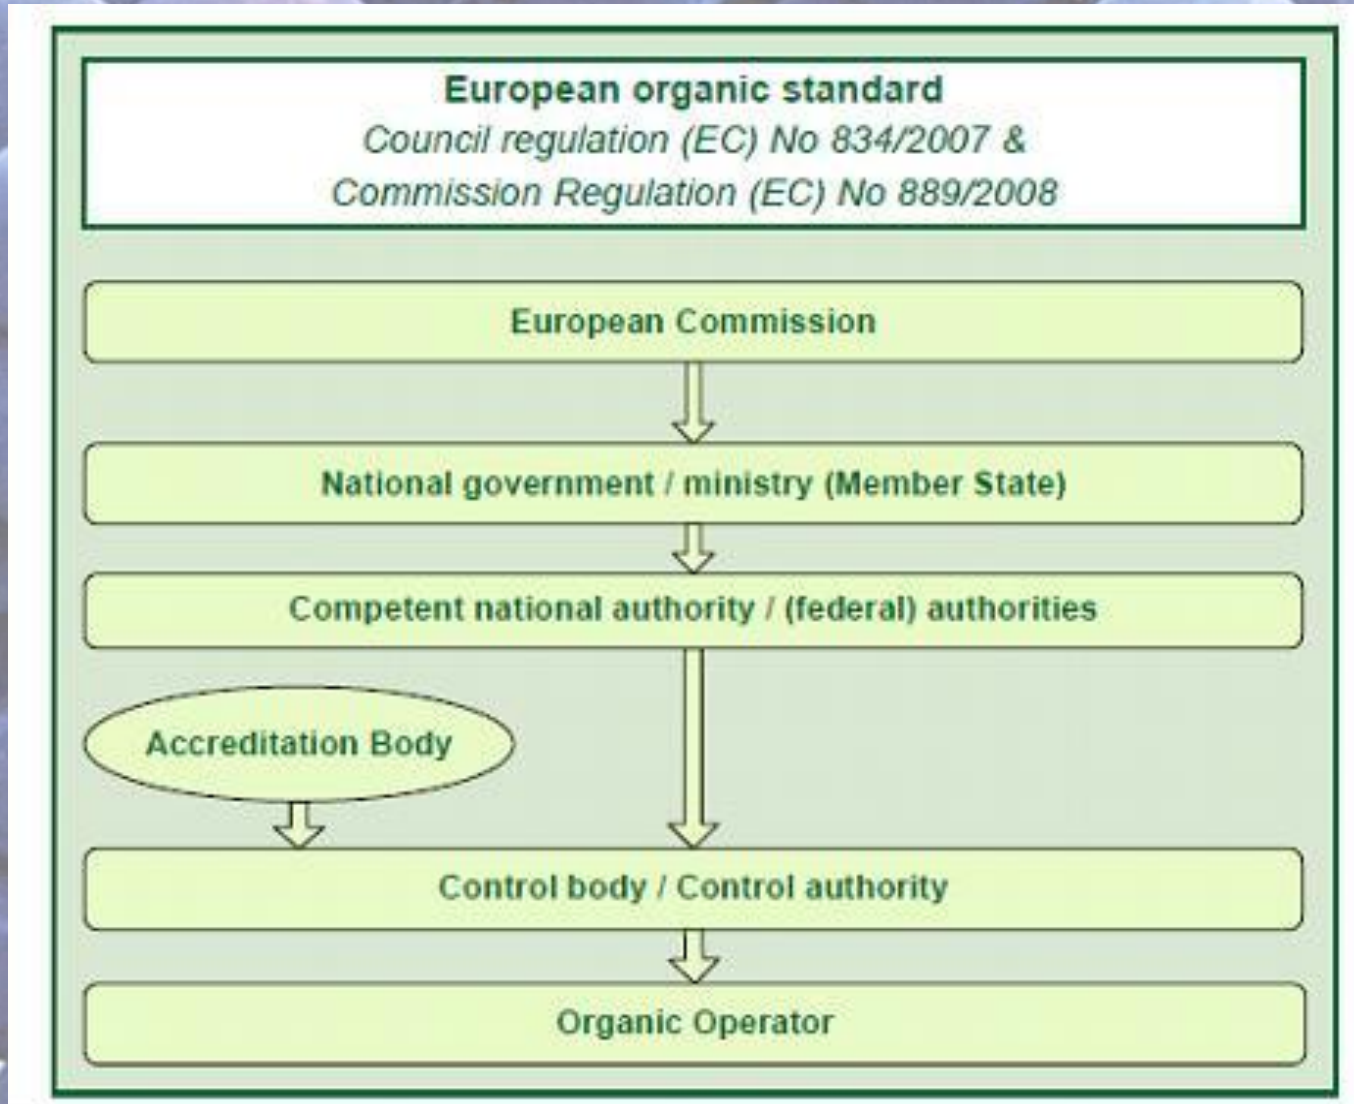 European organic standard
Council regulation (EC) No 834/2007 &
Commission Regulation (EC) No 889/2008
European Commission
National government / ministry (Member State)
Competent national authority / (federal) authorities
Accreditation Body
Control body / Control authority
Organic Operator